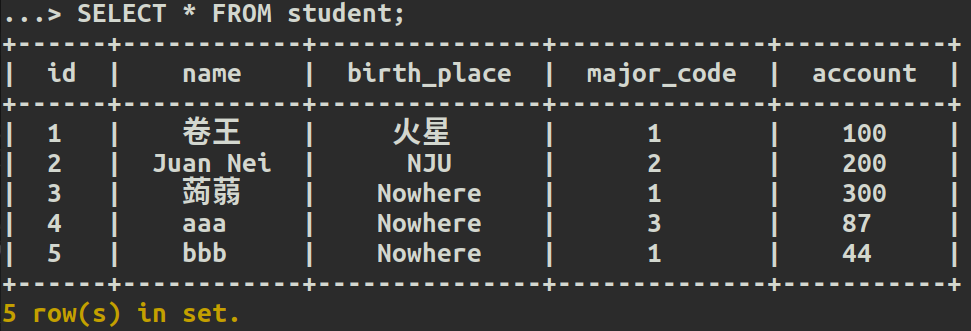 ...> SELECT * FROM student;
+------+------------+---------------+--------------+-----------+
|  id  |    name    |  birth_place  |  major_code  |  account  |
+------+------------+---------------+--------------+-----------+
|  1   |    卷王    |     火星      |      1       |    100    |
|  2   |  Juan Nei  |      NJU      |      2       |    200    |
|  3   |    蒟蒻    |    Nowhere    |      1       |    300    |
|  4   |    aaa     |    Nowhere    |      3       |    87     |
|  5   |    bbb     |    Nowhere    |      1       |    44     |
+------+------------+---------------+--------------+-----------+
5 row(s) in set.